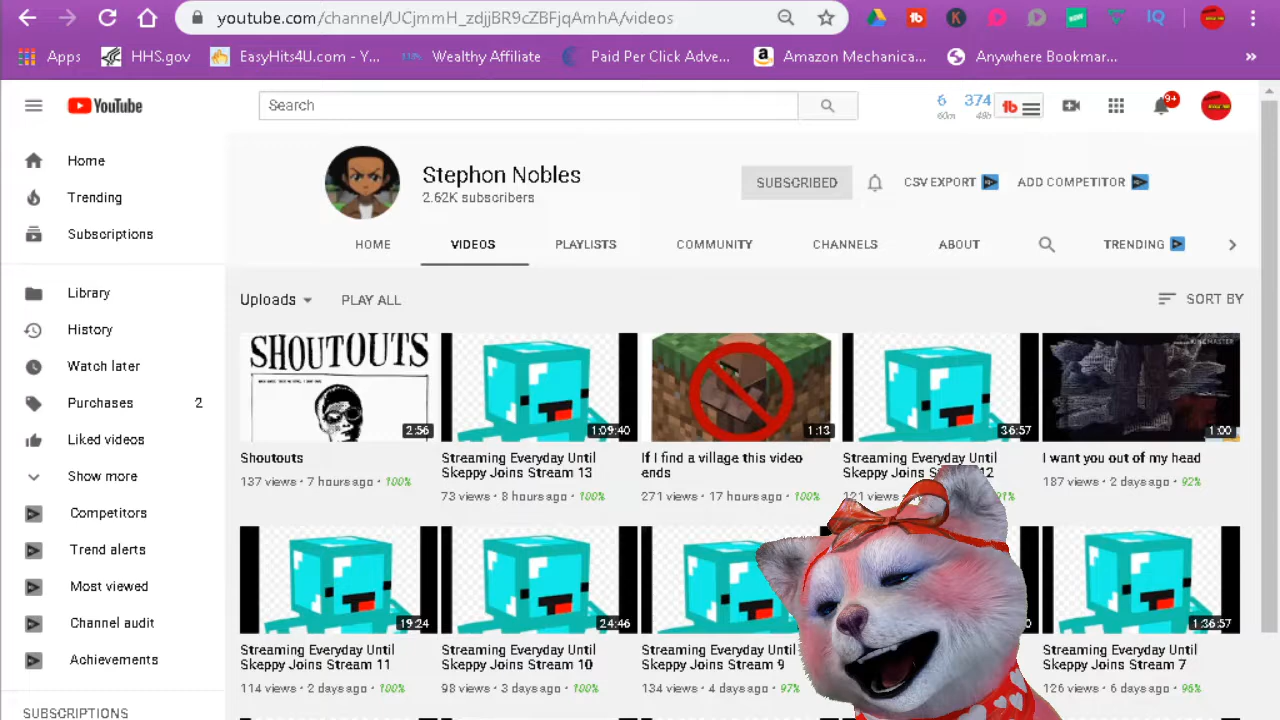 youtube.com/channel/UCjmmH_zdjjBR9cZBFjqAmhA/videos
Apps HHS.gov EasyHits4U.com - Y... Wealthy Affiliate Paid Per Click Adve... Amazon Mechanica... Anywhere Bookmar...
YouTube
Search
6 374
60m 48h
9+
Home
Trending
Subscriptions
Library
History
Watch later
Purchases 2
Liked videos
Show more
Competitors
Trend alerts
Most viewed
Channel audit
Achievements
SUBSCRIPTIONS
Stephon Nobles
2.62K subscribers
SUBSCRIBED
CSV EXPORT
ADD COMPETITOR
HOME VIDEOS PLAYLISTS COMMUNITY CHANNELS ABOUT TRENDING
Uploads PLAY ALL SORT BY
SHOUTOUTS
2:56
Shoutouts
137 views • 7 hours ago • 100%
1:09:40
Streaming Everyday Until
Skeppy Joins Stream 13
73 views • 8 hours ago • 100%
1:13
If I find a village this video
ends
271 views • 17 hours ago • 100%
36:57
Streaming Everyday Until
Skeppy Joins 12
121 views
91%
KINEMASTER
1:00
I want you out of my head
187 views • 2 days ago • 92%
19:24
Streaming Everyday Until
Skeppy Joins Stream 11
114 views • 2 days ago • 100%
24:46
Streaming Everyday Until
Skeppy Joins Stream 10
98 views • 3 days ago • 100%
Streaming Everyday Until
Skeppy Joins Stream 9
134 views • 4 days ago • 97%
1:36:57
Streaming Everyday Until
Skeppy Joins Stream 7
126 views • 6 days ago • 96%